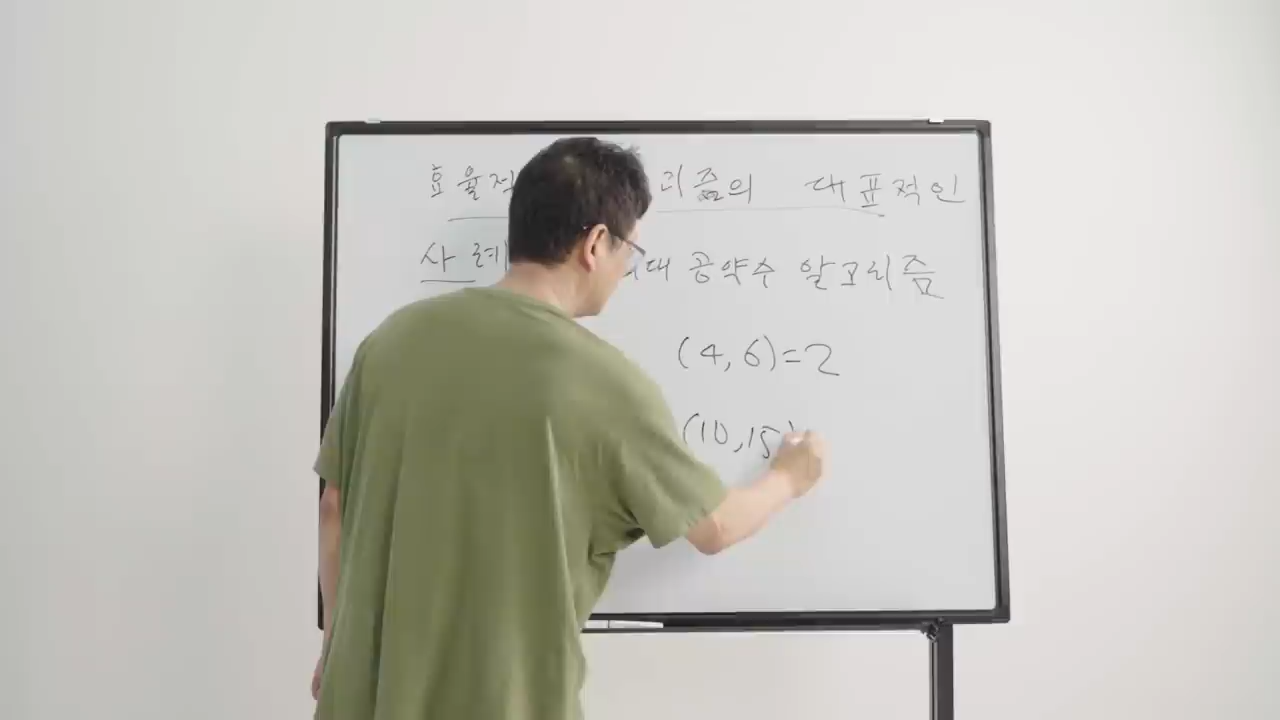 효율적 리즘의 대표적인
사례 대 공약수 알고리즘
(4,6)=2
(10,15)